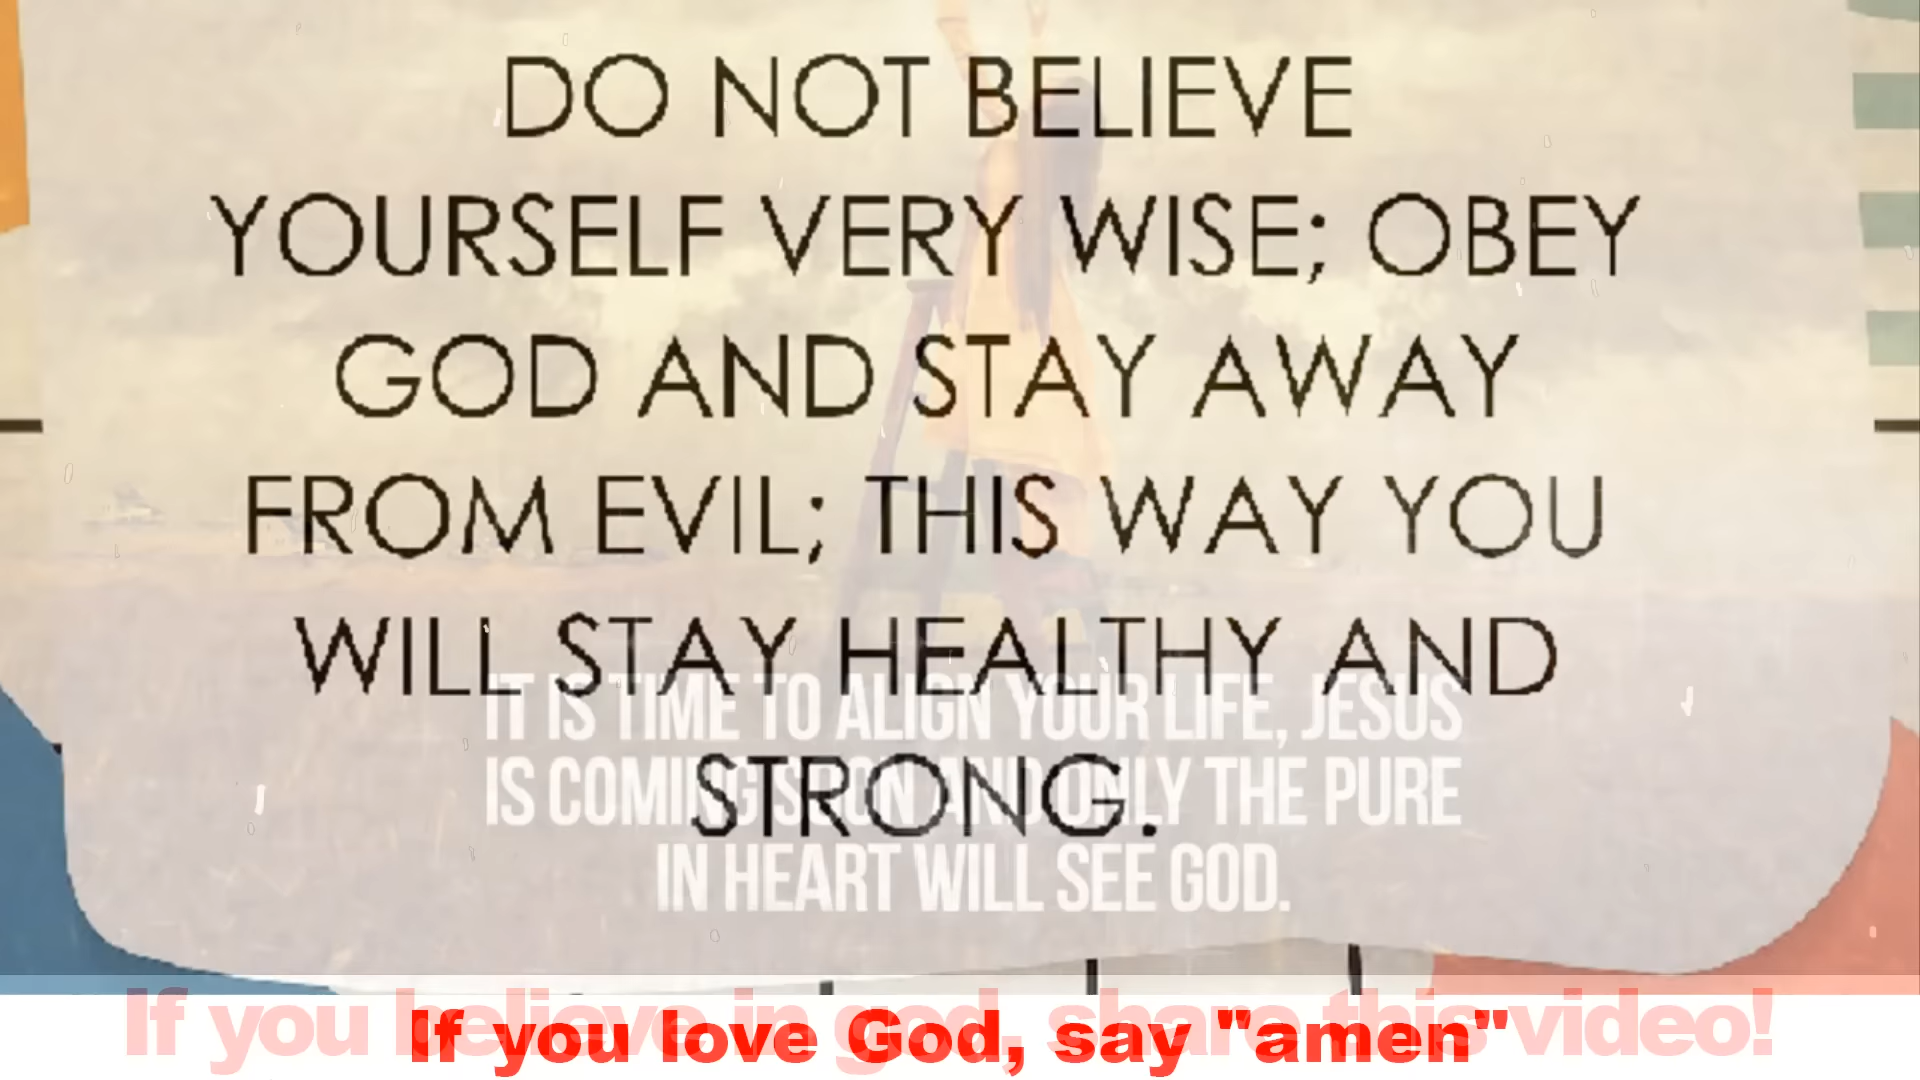 DO NOT BELIEVE
YOURSELF VERY WISE; OBEY
GOD AND STAY AWAY
FROM EVIL; THIS WAY YOU
WILL STAY HEALTHY AND
STRONG.
IT IS TIME TO ALIGN YOUR LIFE, JESUS
IS COMING SOON AND ONLY THE PURE
IN HEART WILL SEE GOD.
If you believe in god, share this video!
If you love God, say "amen"